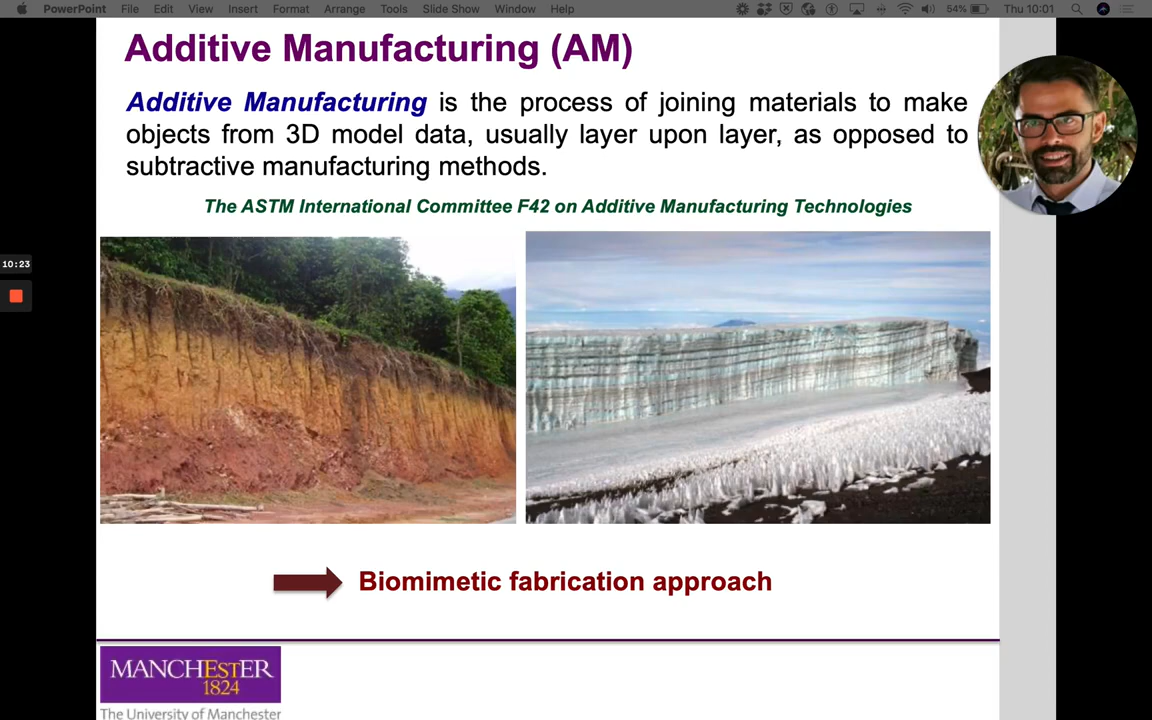 PowerPoint File Edit View Insert Format Arrange Tools Slide Show Window Help 54% Thu 10:01
Additive Manufacturing (AM)
Additive Manufacturing is the process of joining materials to make
objects from 3D model data, usually layer upon layer, as opposed to
subtractive manufacturing methods.
The ASTM International Committee F42 on Additive Manufacturing Technologies
10:23
Biomimetic fabrication approach
MANCHESTER
1824
The University of Manchester